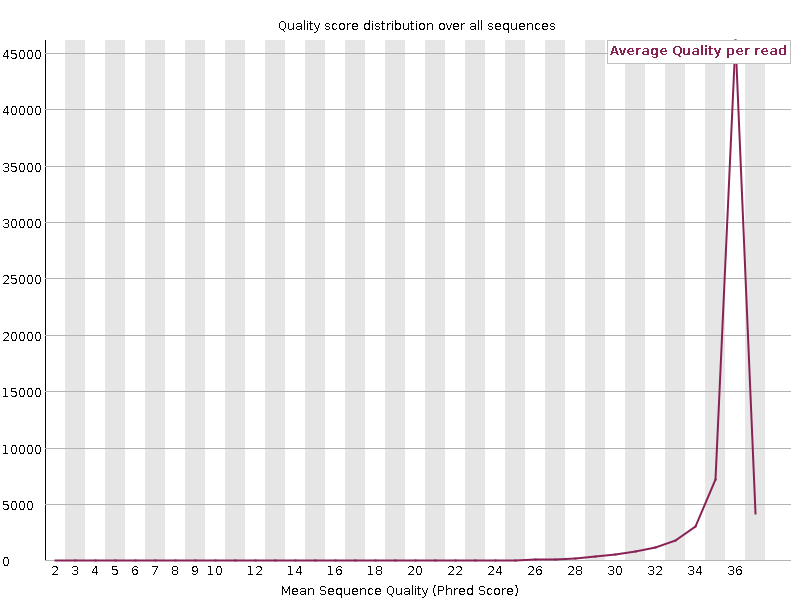 Quality score distribution over all sequences
Average Quality per read
45000
40000
35000
30000
25000
20000
15000
10000
5000
0
2 3 4 5 6 7 8 9 10 12 14 16 18 20 22 24 26 28 30 32 34 36
Mean Sequence Quality (Phred Score)